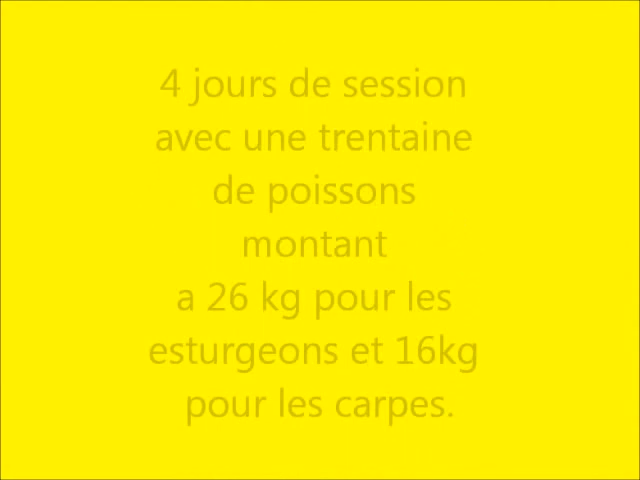 4 jours de session
avec une trentaine
de poissons
montant
a 26 kg pour les
esturgeons et 16kg
pour les carpes.